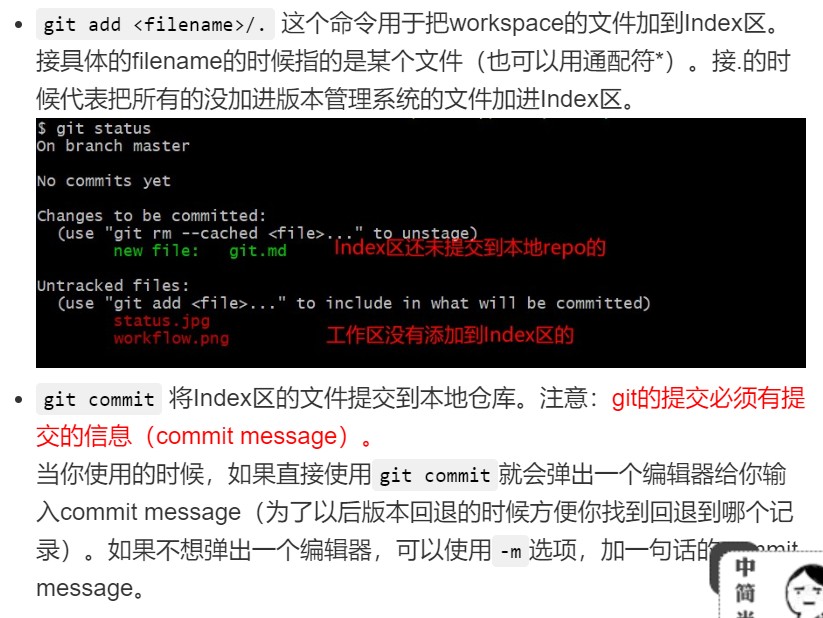 git add <filename>/. 这个命令用于把workspace的文件加到Index区。
接具体的filename的时候指的是某个文件（也可以用通配符*）。接.的时
候代表把所有的没加进版本管理系统的文件加进Index区。
$ git status
On branch master
No commits yet
Changes to be committed:
(use "git rm --cached <file>..." to unstage)
new file: git.md Index区还未提交到本地repo的
Untracked files:
(use "git add <file>..." to include in what will be committed)
status.jpg
workflow.png 工作区没有添加到Index区的
git commit 将Index区的文件提交到本地仓库。注意：git的提交必须有提
交的信息（commit message）。
当你使用的时候，如果直接使用git commit就会弹出一个编辑器给你输
入commit message（为了以后版本回退的时候方便你找到回退到哪个记
录）。如果不想弹出一个编辑器，可以使用-m选项，加一句话的
message。
中
简